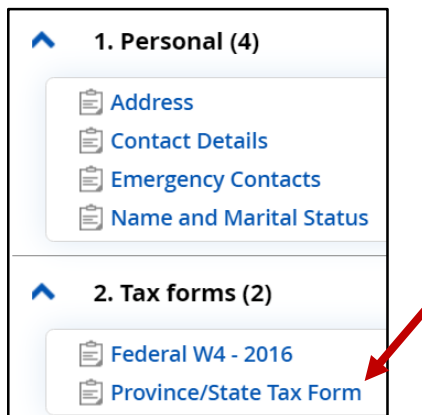 1. Personal (4)
Address
Contact Details
Emergency Contacts
Name and Marital Status
2. Tax forms (2)
Federal W4 - 2016
Province/State Tax Form